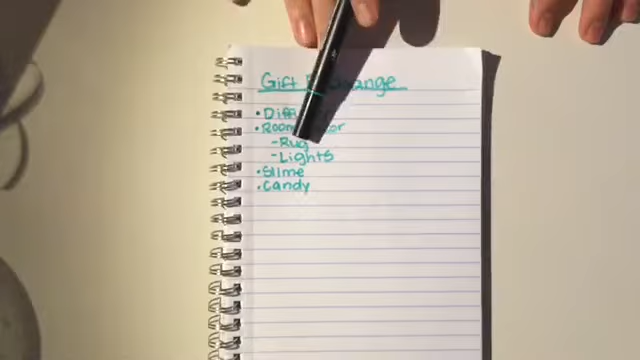 Gift
• Room
- Rug
- Lights
• Slime
• Candy